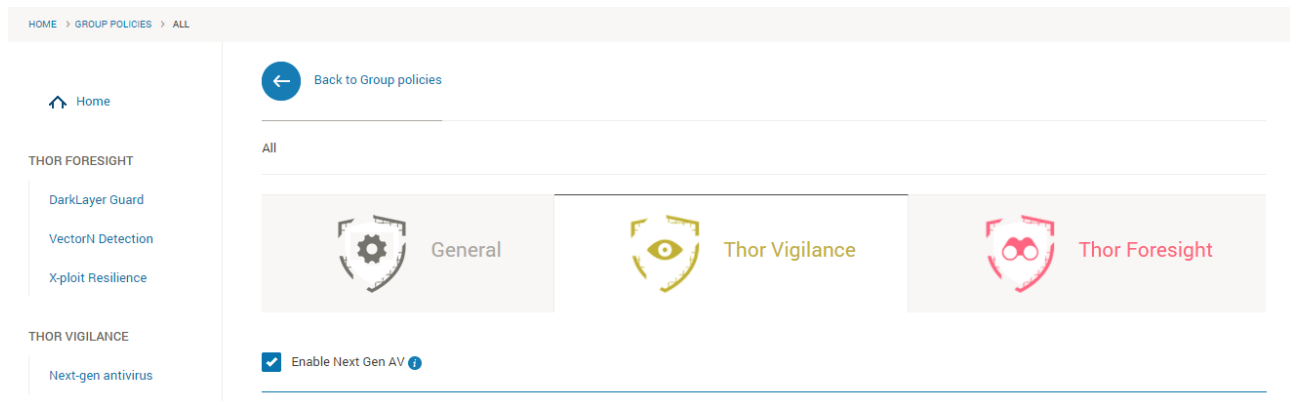 HOME > GROUP POLICIES > ALL
Home
THOR FORESIGHT
DarkLayer Guard
VectorN Detection
X-ploit Resilience
THOR VIGILANCE
Next-gen antivirus
Back to Group policies
All
General
Thor Vigilance
Thor Foresight
Enable Next Gen AV